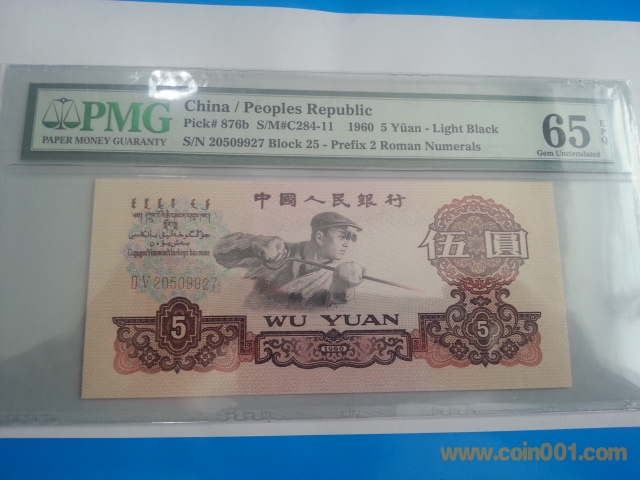 PMG
PAPER MONEY GUARANTY
China / Peoples Republic
Pick# 876b S/M#C284-11 1960 5 Yüan - Light Black
S/N 20509927 Block 25 - Prefix 2 Roman Numerals
65 EPQ
Gem Uncirculated
中國人民銀行
伍圓
D V 20509927
5
WU YUAN
1960
5
www.coin001.com